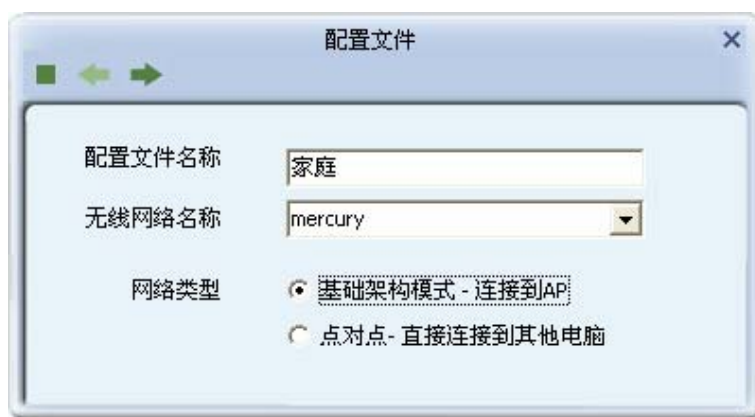 配置文件
配置文件名称 家庭
无线网络名称 mercury
网络类型 基础架构模式 - 连接到AP
点对点- 直接连接到其他电脑